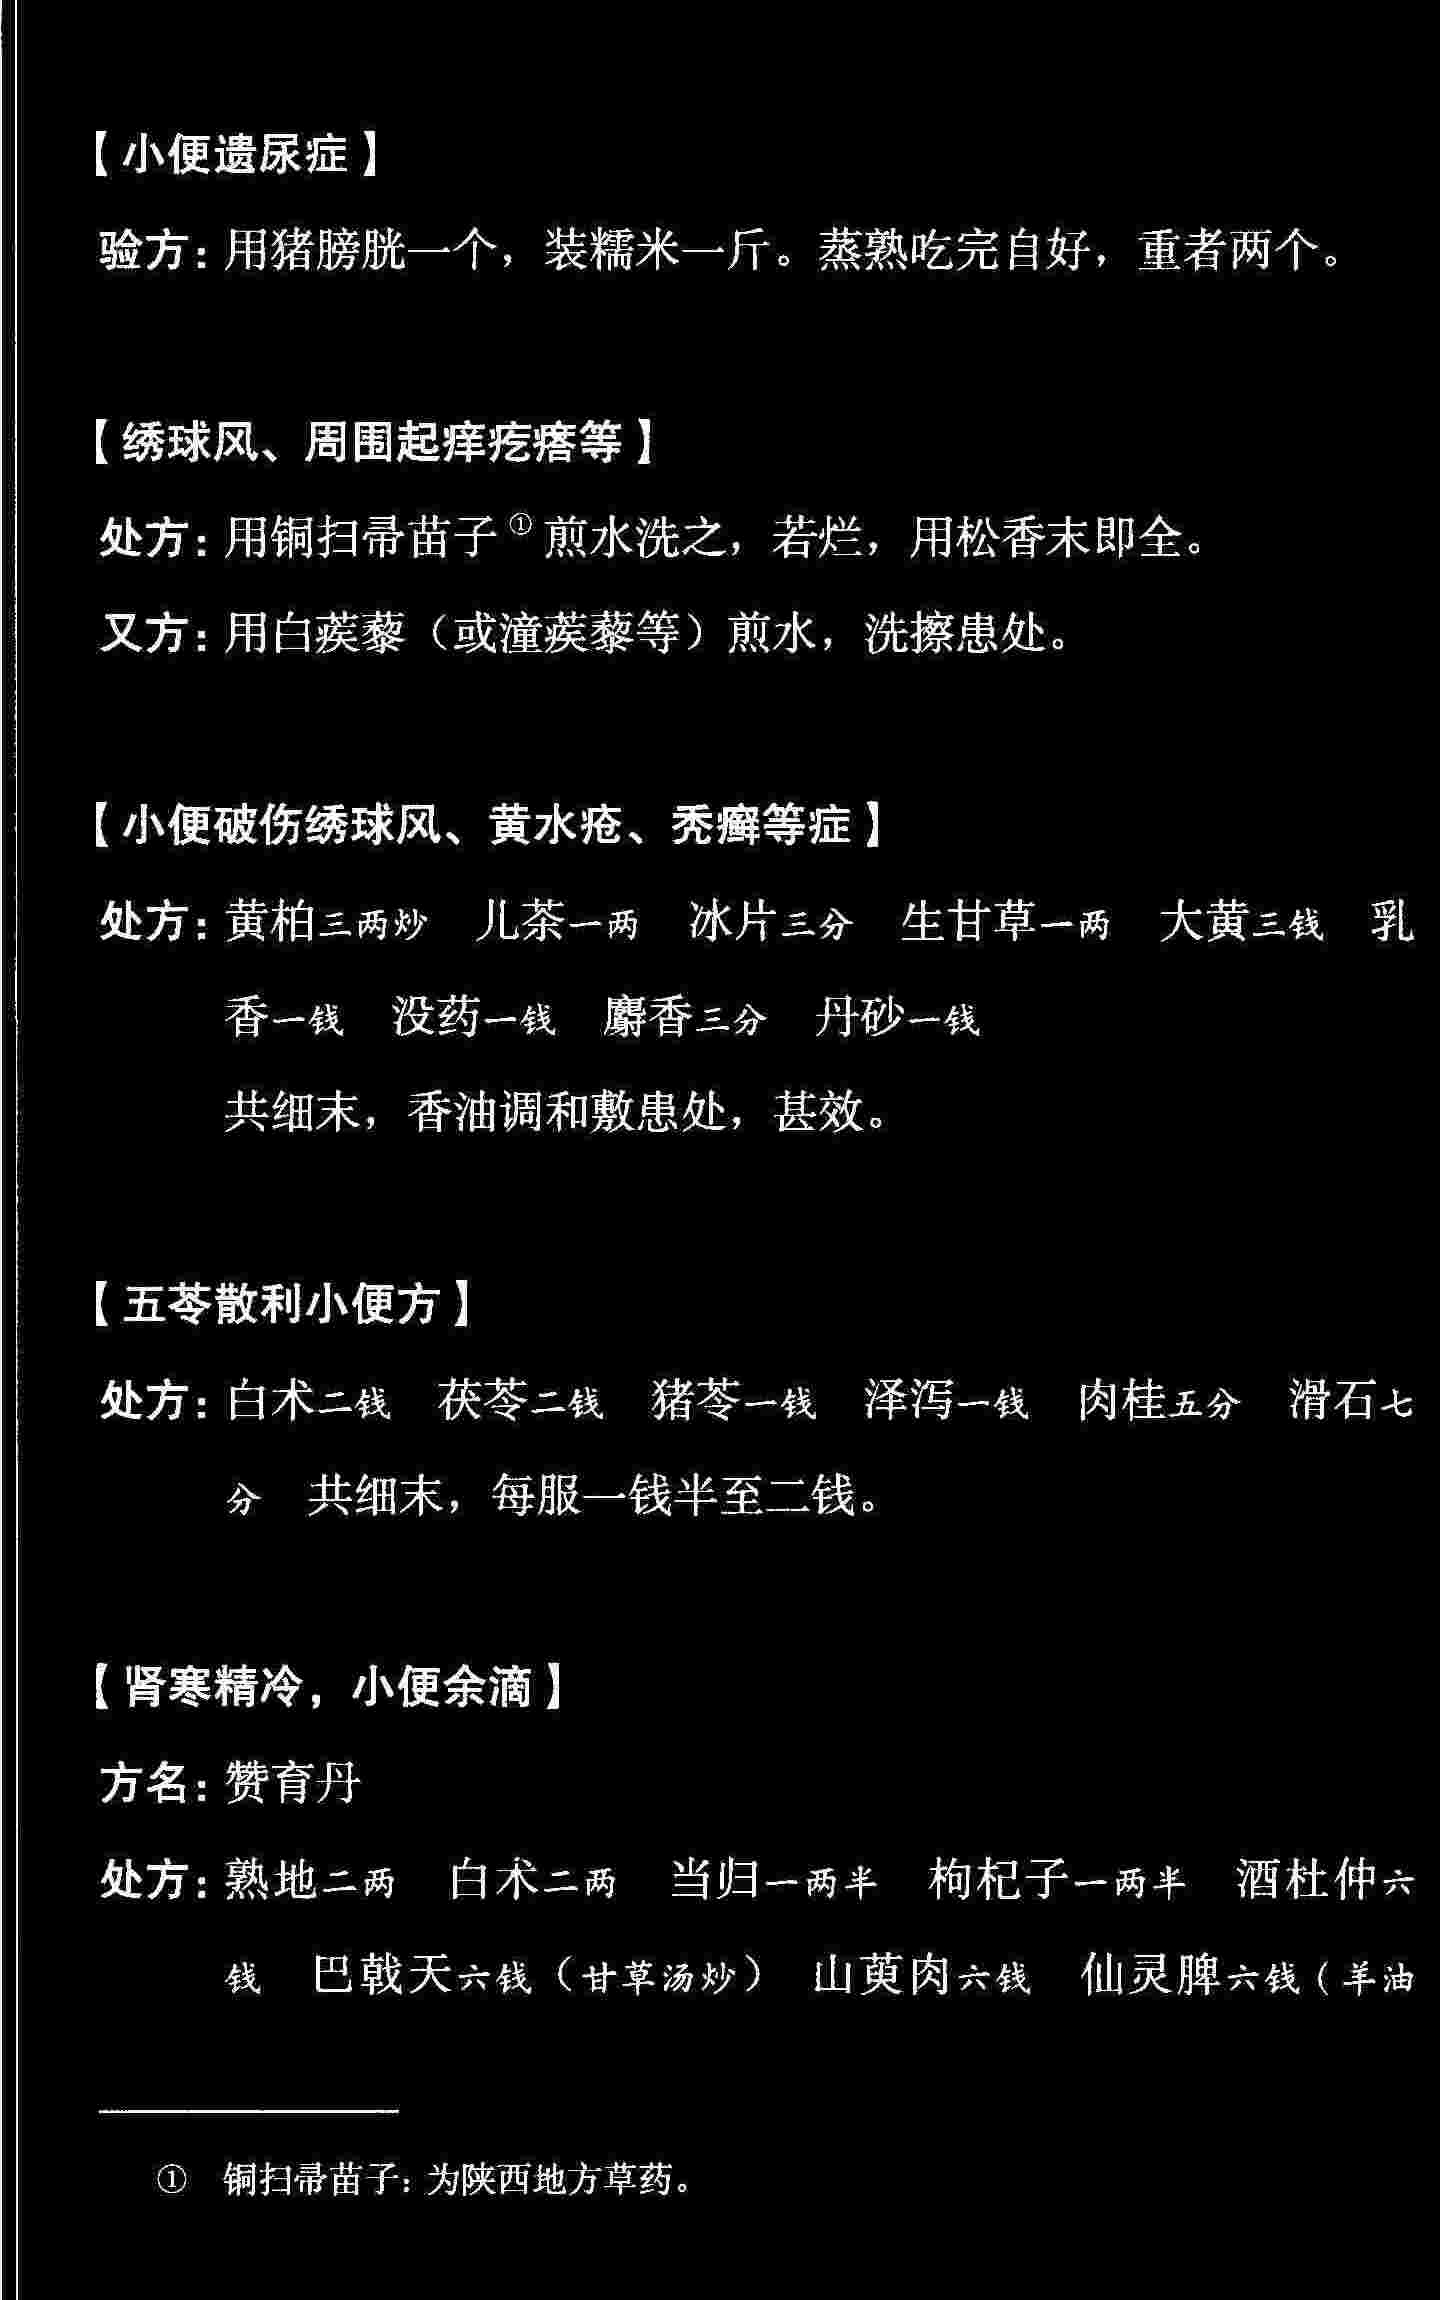 【小便遗尿症】
验方：用猪膀胱一个，装糯米一斤。蒸熟吃完自好，重者两个。
【绣球风、周围起痒疙瘩等】
处方：用铜扫帚苗子①煎水洗之，若烂，用松香末即全。
又方：用白蒺藜（或潼蒺藜等）煎水，洗擦患处。
【小便破伤绣球风、黄水疮、秃癣等症】
处方：黄柏三两炒 儿茶一两 冰片三分 生甘草一两 大黄三钱 乳
香一钱 没药一钱 麝香三分 丹砂一钱
共细末，香油调和敷患处，甚效。
【五苓散利小便方】
处方：白术二钱 茯苓二钱 猪苓一钱 泽泻一钱 肉桂五分 滑石七
分 共细末，每服一钱半至二钱。
【肾寒精冷，小便余滴】
方名：赞育丹
处方：熟地二两 白术二两 当归一两半 枸杞子一两半 酒杜仲六
钱 巴戟天六钱（甘草汤炒） 山萸肉六钱 仙灵脾六钱（羊油
① 铜扫帚苗子：为陕西地方草药。